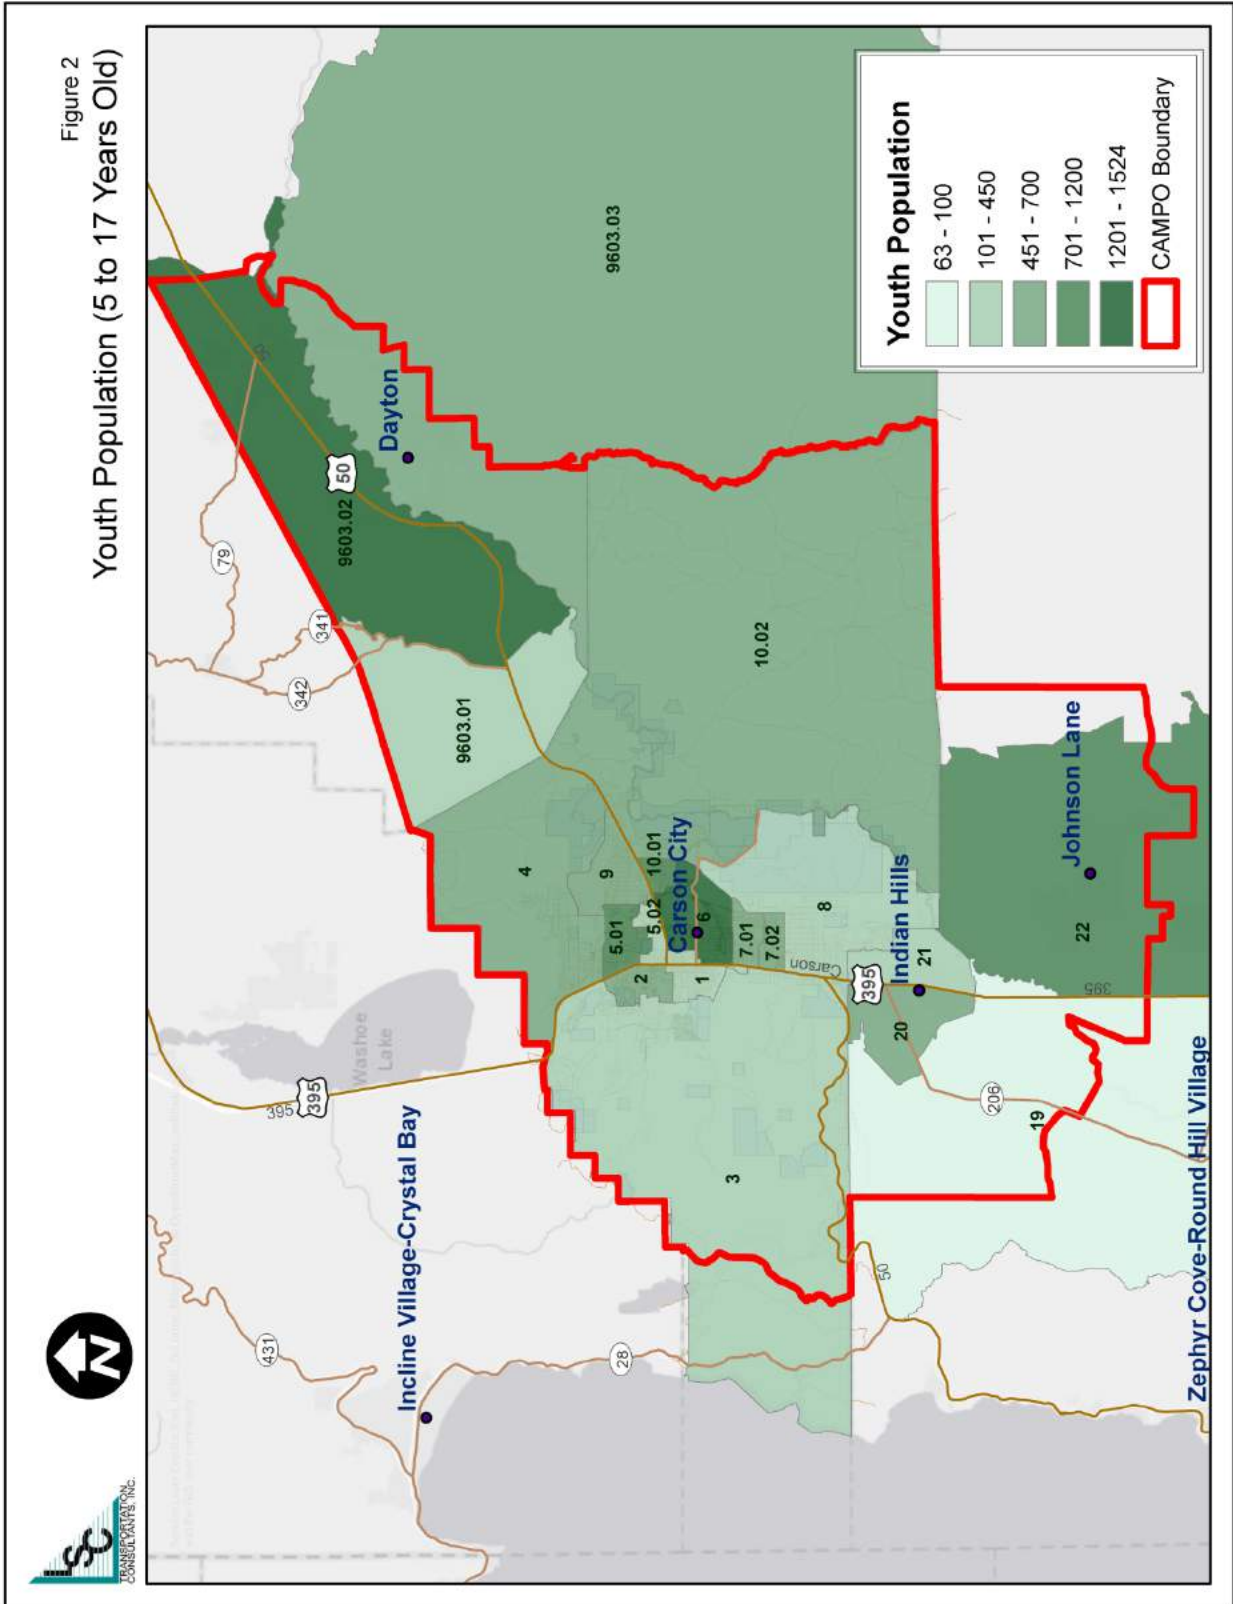 Figure 2
Youth Population (5 to 17 Years Old)
N
LSC
TRANSPORTATION
CONSULTANTS, INC.
431
Incline Village-Crystal Bay
28
395
395
Washoe
Lake
342
341
79
50
50
Dayton
9603.02
9603.01
9603.03
4
9
10.01
10.02
5.01
5.02
Carson City
6
2
1
7.01
7.02
3
8
Carson
395
Indian Hills
21
20
50
206
19
395
22
Johnson Lane
Zephyr Cove-Round Hill Village
Youth Population
63 - 100
101 - 450
451 - 700
701 - 1200
1201 - 1524
CAMPO Boundary